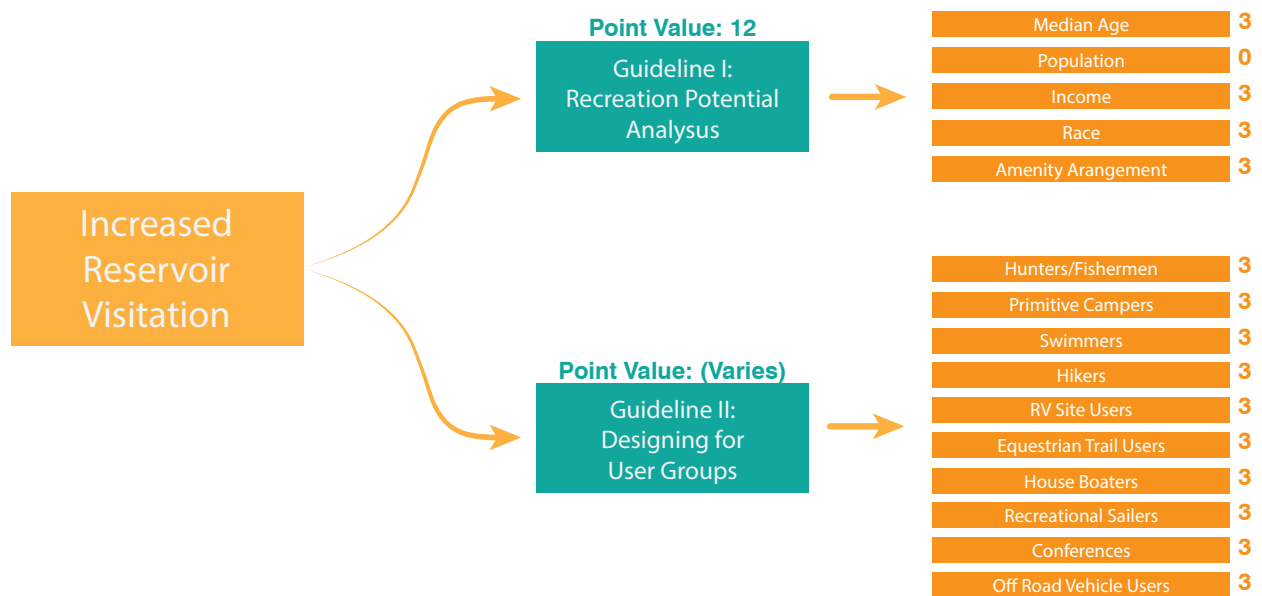 Increased
Reservoir
Visitation
Point Value: 12
Guideline I:
Recreation Potential
Analysus
Median Age 3
Population 0
Income 3
Race 3
Amenity Arangement 3
Point Value: (Varies)
Guideline II:
Designing for
User Groups
Hunters/Fishermen 3
Primitive Campers 3
Swimmers 3
Hikers 3
RV Site Users 3
Equestrian Trail Users 3
House Boaters 3
Recreational Sailers 3
Conferences 3
Off Road Vehicle Users 3